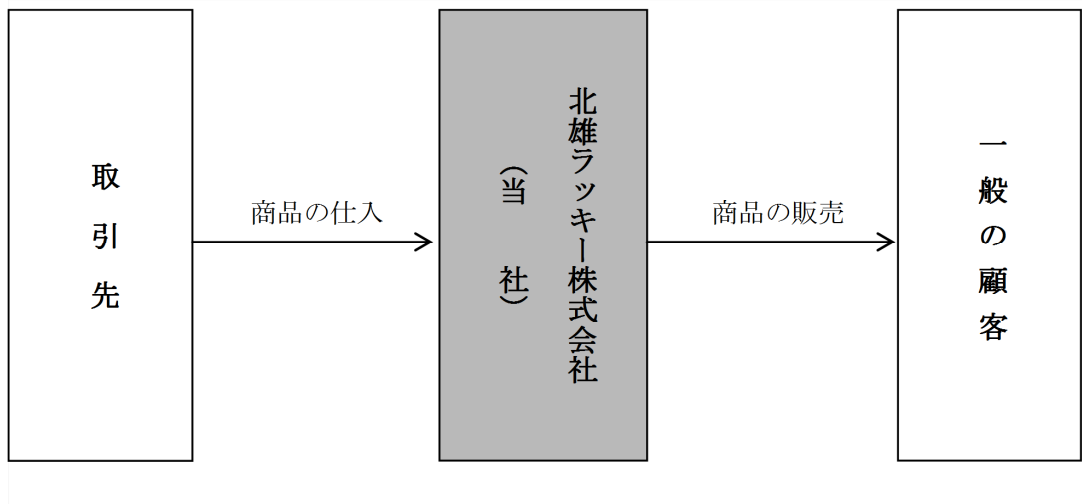 取引先
商品の仕入
北雄ラッキー株式会社
(当社)
商品の販売
一般の顧客